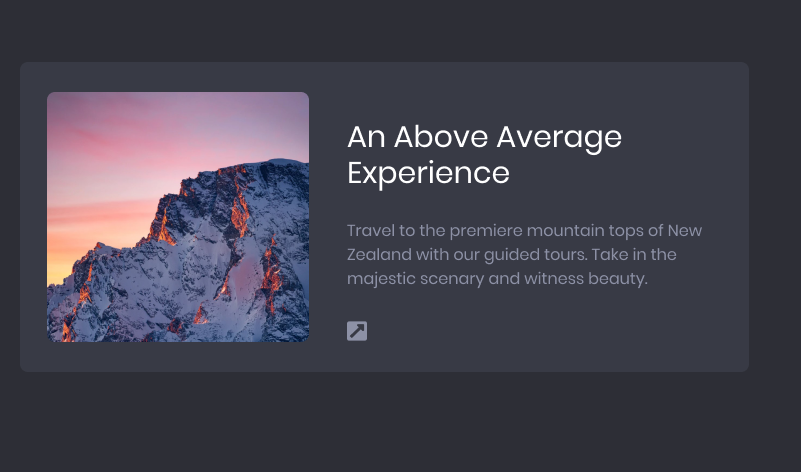 An Above Average
Experience
Travel to the premiere mountain tops of New
Zealand with our guided tours. Take in the
majestic scenary and witness beauty.